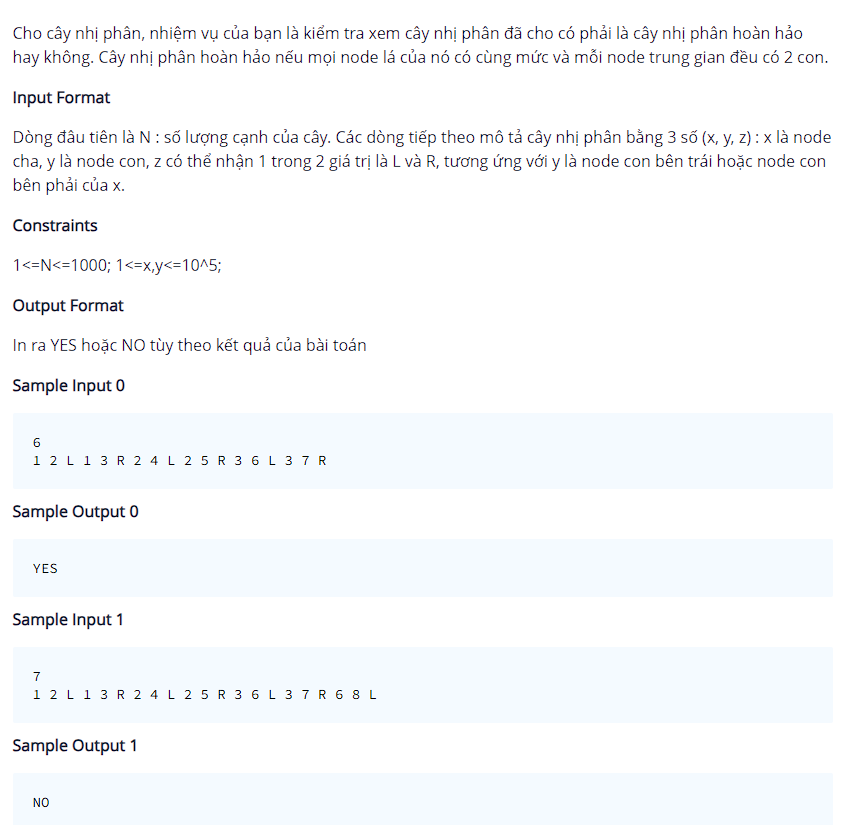 Cho cây nhị phân, nhiệm vụ của bạn là kiểm tra xem cây nhị phân đã cho có phải là cây nhị phân hoàn hảo
hay không. Cây nhị phân hoàn hảo nếu mọi node lá của nó có cùng mức và mỗi node trung gian đều có 2 con.
Input Format
Dòng đâu tiên là N : số lượng cạnh của cây. Các dòng tiếp theo mô tả cây nhị phân bằng 3 số (x, y, z) : x là node
cha, y là node con, z có thể nhận 1 trong 2 giá trị là L và R, tương ứng với y là node con bên trái hoặc node con
bên phải của x.
Constraints
1<=N<=1000; 1<=x,y<=10^5;
Output Format
In ra YES hoặc NO tùy theo kết quả của bài toán
Sample Input 0
6
1 2 L 1 3 R 2 4 L 2 5 R 3 6 L 3 7 R
Sample Output 0
YES
Sample Input 1
7
1 2 L 1 3 R 2 4 L 2 5 R 3 6 L 3 7 R 6 8 L
Sample Output 1
NO